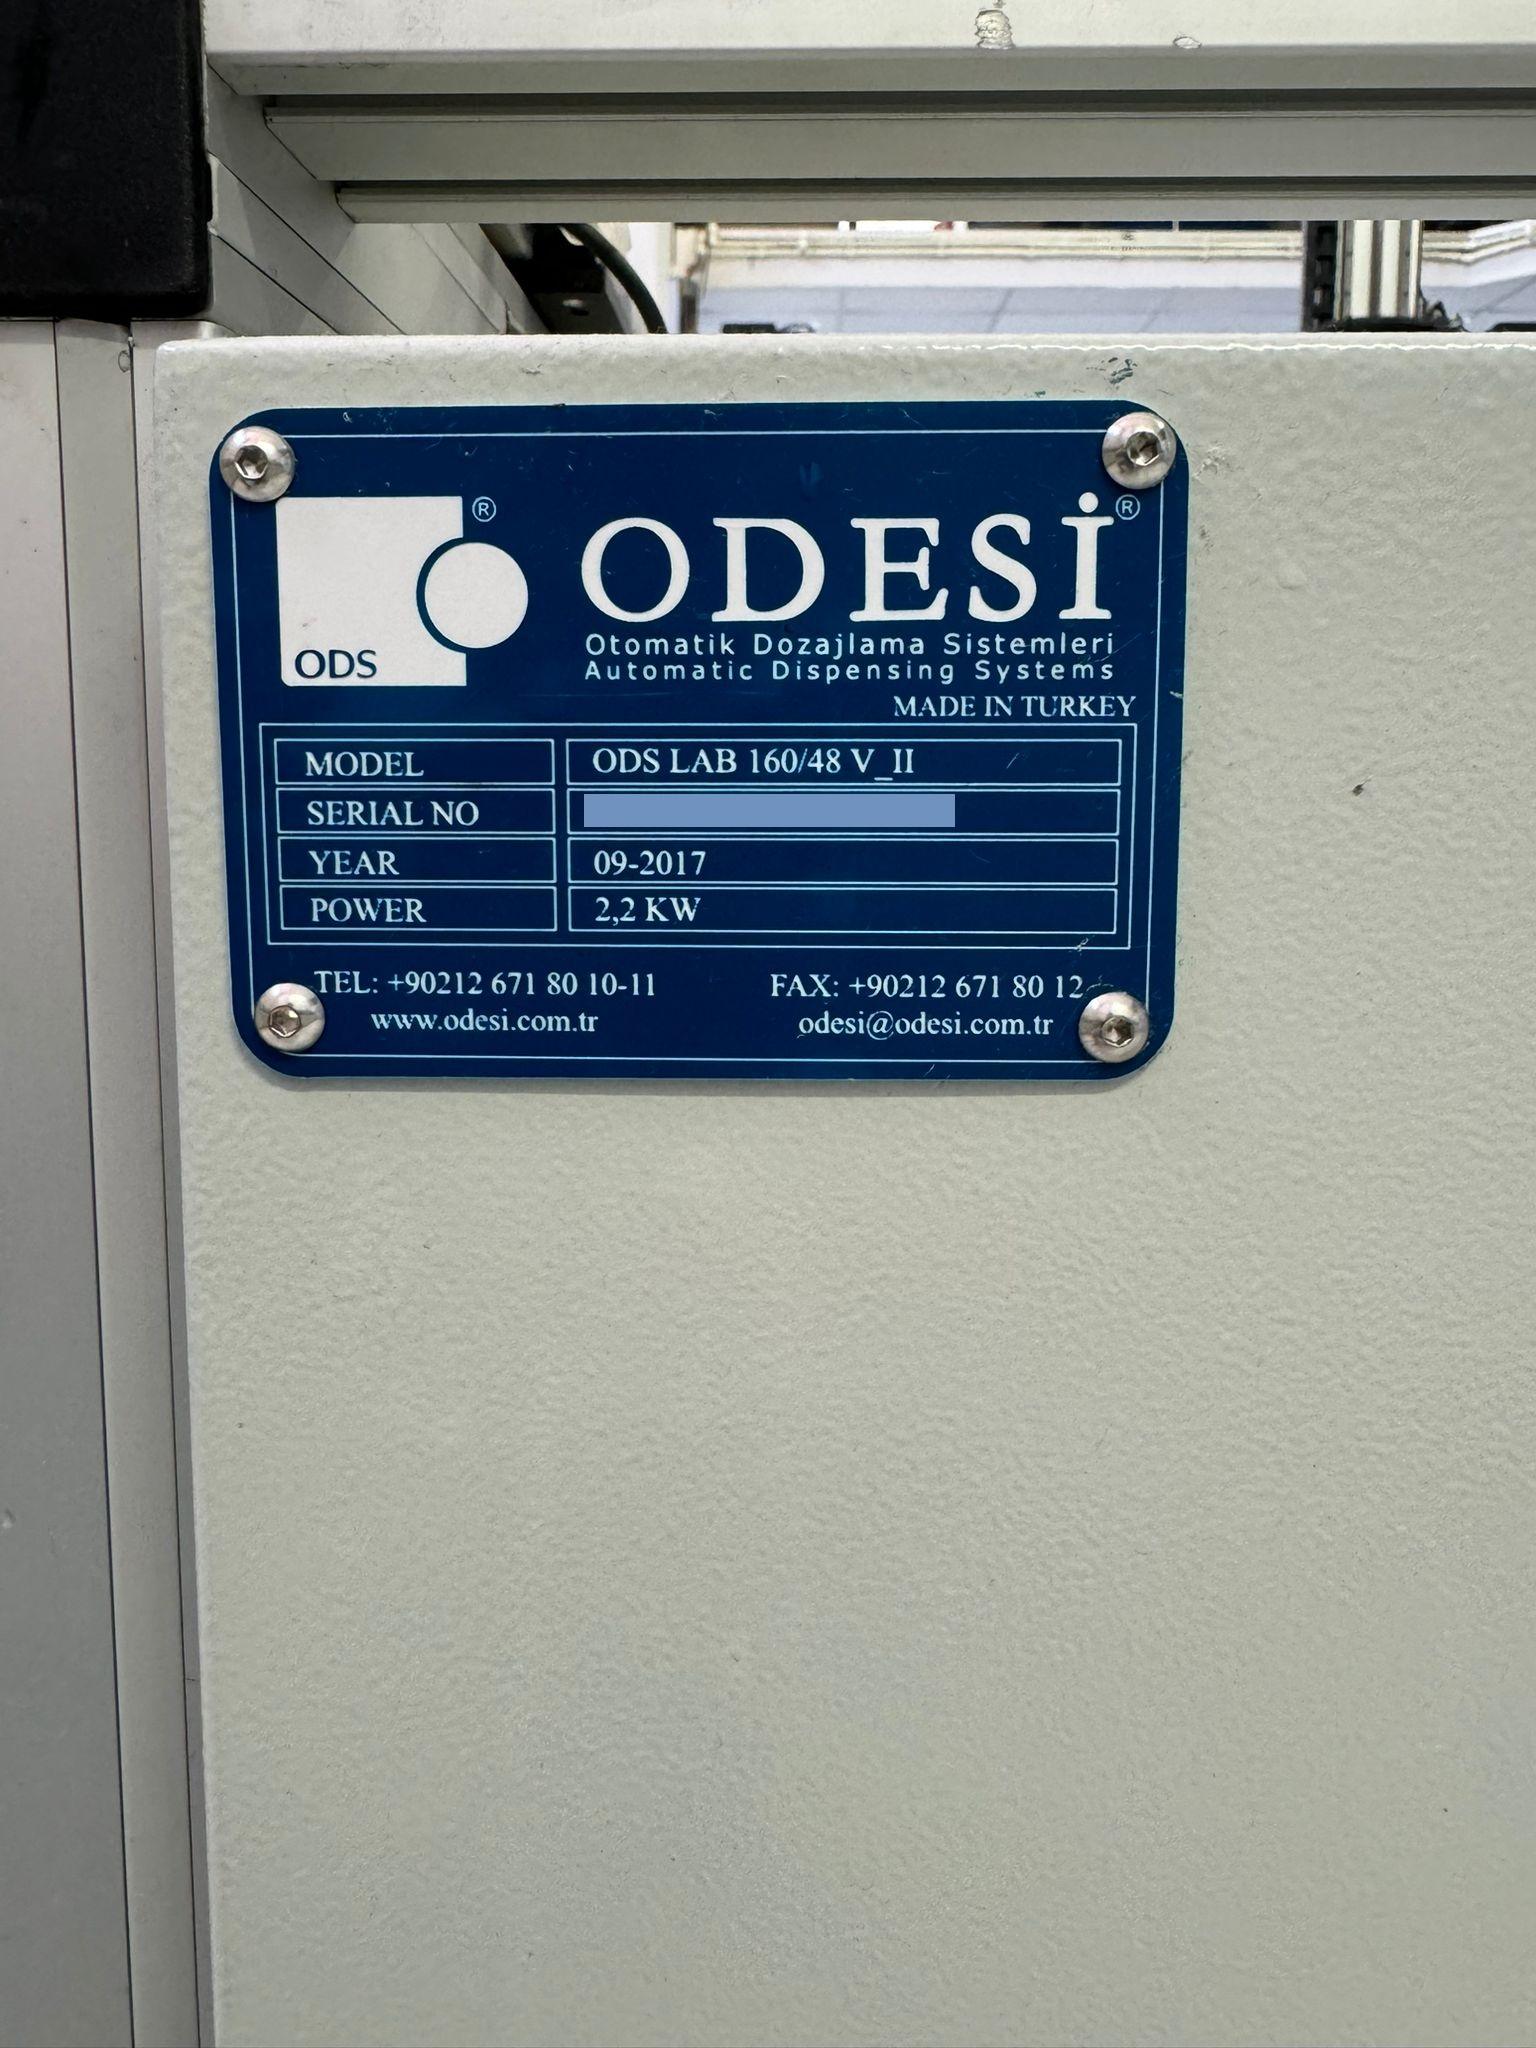 ODS ®
ODESİ ®
Otomatik Dozajlama Sistemleri
Automatic Dispensing Systems
MADE IN TURKEY
MODEL ODS LAB 160/48 V_II
SERIAL NO
YEAR 09-2017
POWER 2,2 KW
TEL: +90212 671 80 10-11 FAX: +90212 671 80 12
www.odesi.com.tr odesi@odesi.com.tr